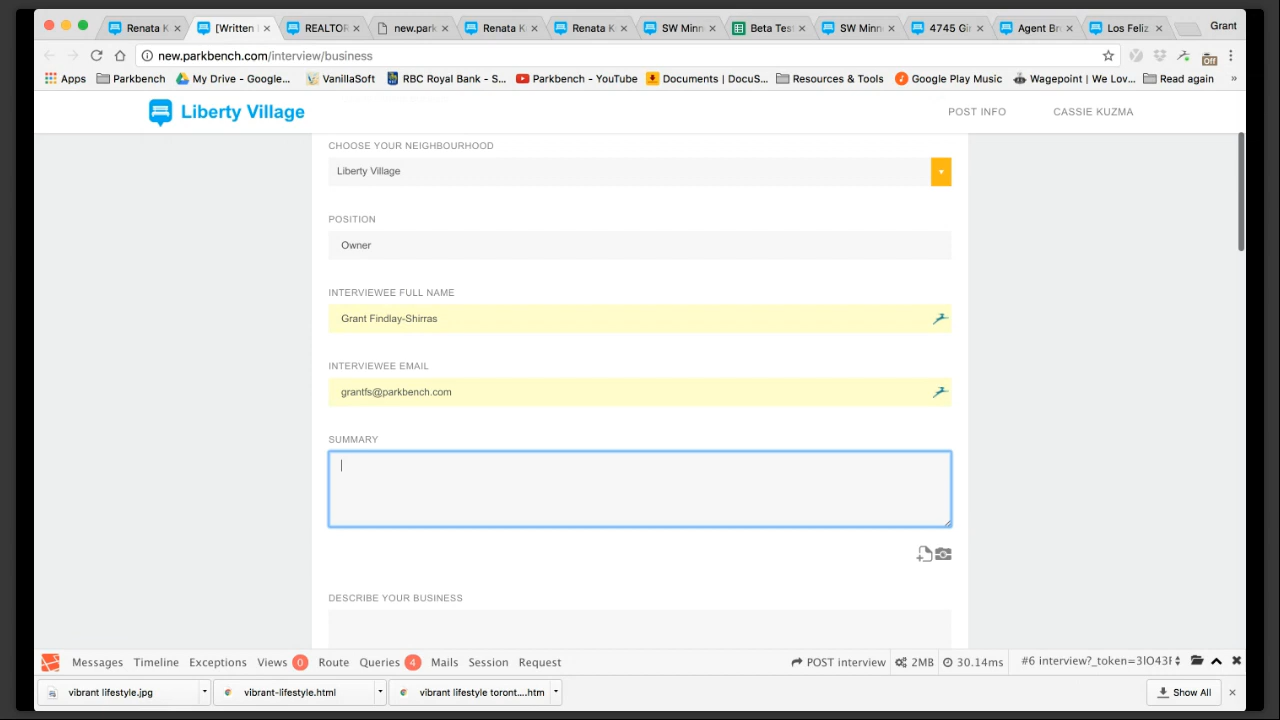 Renata K
[Written
REALTOR
new.park
Renata K
Renata K
SW Minn
Beta Test
SW Minn
4745 Gir
Agent Br
Los Feliz
Grant
new.parkbench.com/interview/business
Off
Apps
Parkbench
My Drive - Google...
VanillaSoft
RBC Royal Bank - S...
Parkbench - YouTube
Documents | DocuS...
Resources & Tools
Google Play Music
Wagepoint | We Lov...
Read again
»
Liberty Village
POST INFO
CASSIE KUZMA
CHOOSE YOUR NEIGHBOURHOOD
Liberty Village
POSITION
Owner
INTERVIEWEE FULL NAME
Grant Findlay-Shirras
INTERVIEWEE EMAIL
grantfs@parkbench.com
SUMMARY
DESCRIBE YOUR BUSINESS
Messages
Timeline
Exceptions
Views 0
Route
Queries 4
Mails
Session
Request
POST interview
2MB
30.14ms
#6 interview?_token=3lO43F
vibrant lifestyle.jpg
vibrant-lifestyle.html
vibrant lifestyle toront....htm
Show All